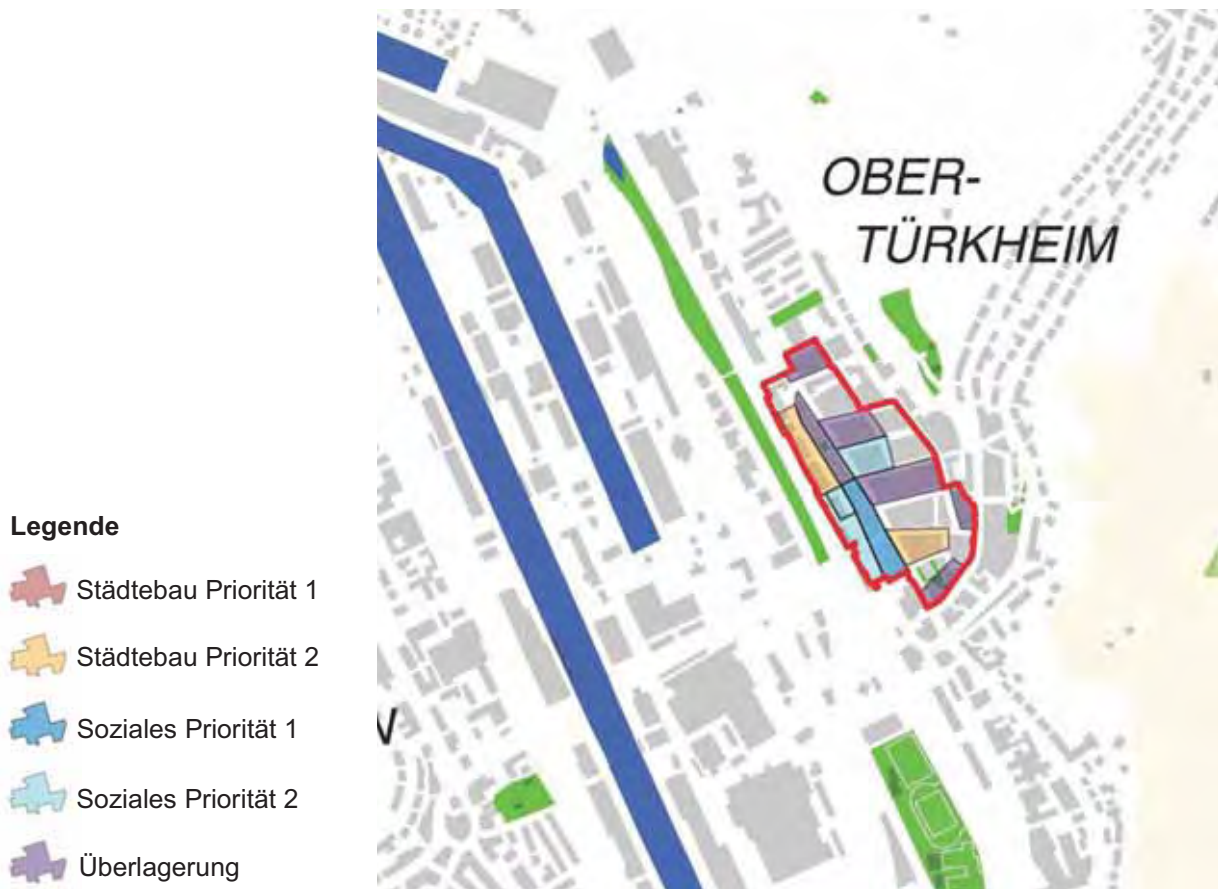 OBER-
TÜRKHEIM
N
Legende
Städtebau Priorität 1
Städtebau Priorität 2
Soziales Priorität 1
Soziales Priorität 2
Überlagerung